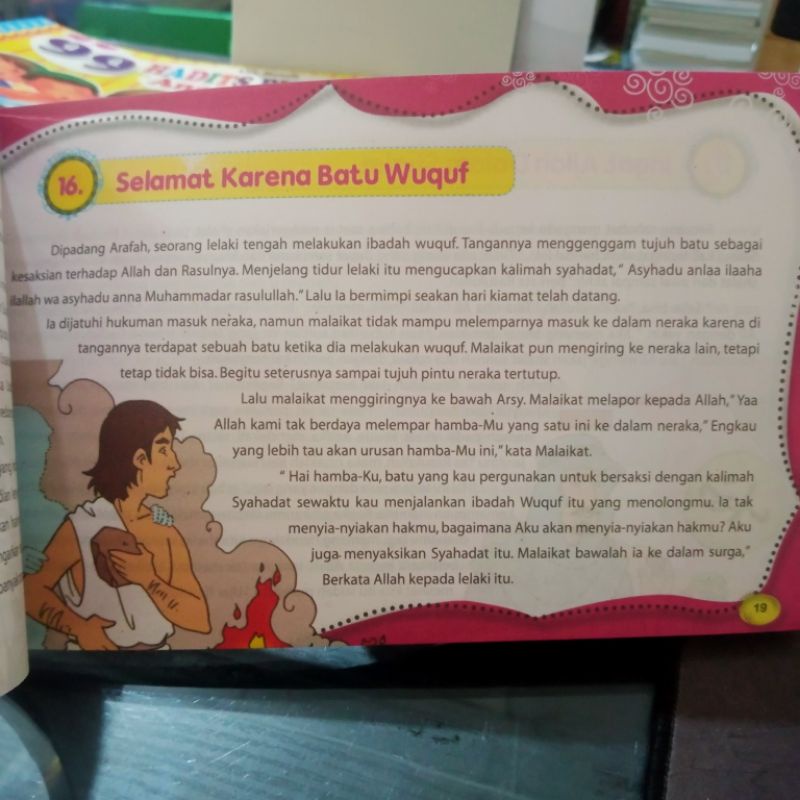 99
HADITS
16. Selamat Karena Batu Wuquf
Dipadang Arafah, seorang lelaki tengah melakukan ibadah wuquf. Tangannya menggenggam tujuh batu sebagai
kesaksian terhadap Allah dan Rasulnya. Menjelang tidur lelaki itu mengucapkan kalimah syahadat," Asyhadu anlaa ilaaha
ilallah wa asyhadu anna Muhammadar rasulullah." Lalu Ia bermimpi seakan hari kiamat telah datang.
Ia dijatuhi hukuman masuk neraka, namun malaikat tidak mampu melemparnya masuk ke dalam neraka karena di
tangannya terdapat sebuah batu ketika dia melakukan wuquf. Malaikat pun mengiring ke neraka lain, tetapi
tetap tidak bisa. Begitu seterusnya sampai tujuh pintu neraka tertutup.
Lalu malaikat menggiringnya ke bawah Arsy. Malaikat melapor kepada Allah," Yaa
Allah kami tak berdaya melempar hamba-Mu yang satu ini ke dalam neraka," Engkau
yang lebih tau akan urusan hamba-Mu ini," kata Malaikat.
" Hai hamba-Ku, batu yang kau pergunakan untuk bersaksi dengan kalimah
Syahadat sewaktu kau menjalankan ibadah Wuquf itu yang menolongmu. Ia tak
menyia-nyiakan hakmu, bagaimana Aku akan menyia-nyiakan hakmu? Aku
juga menyaksikan Syahadat itu. Malaikat bawalah ia ke dalam surga,"
Berkata Allah kepada lelaki itu.
19